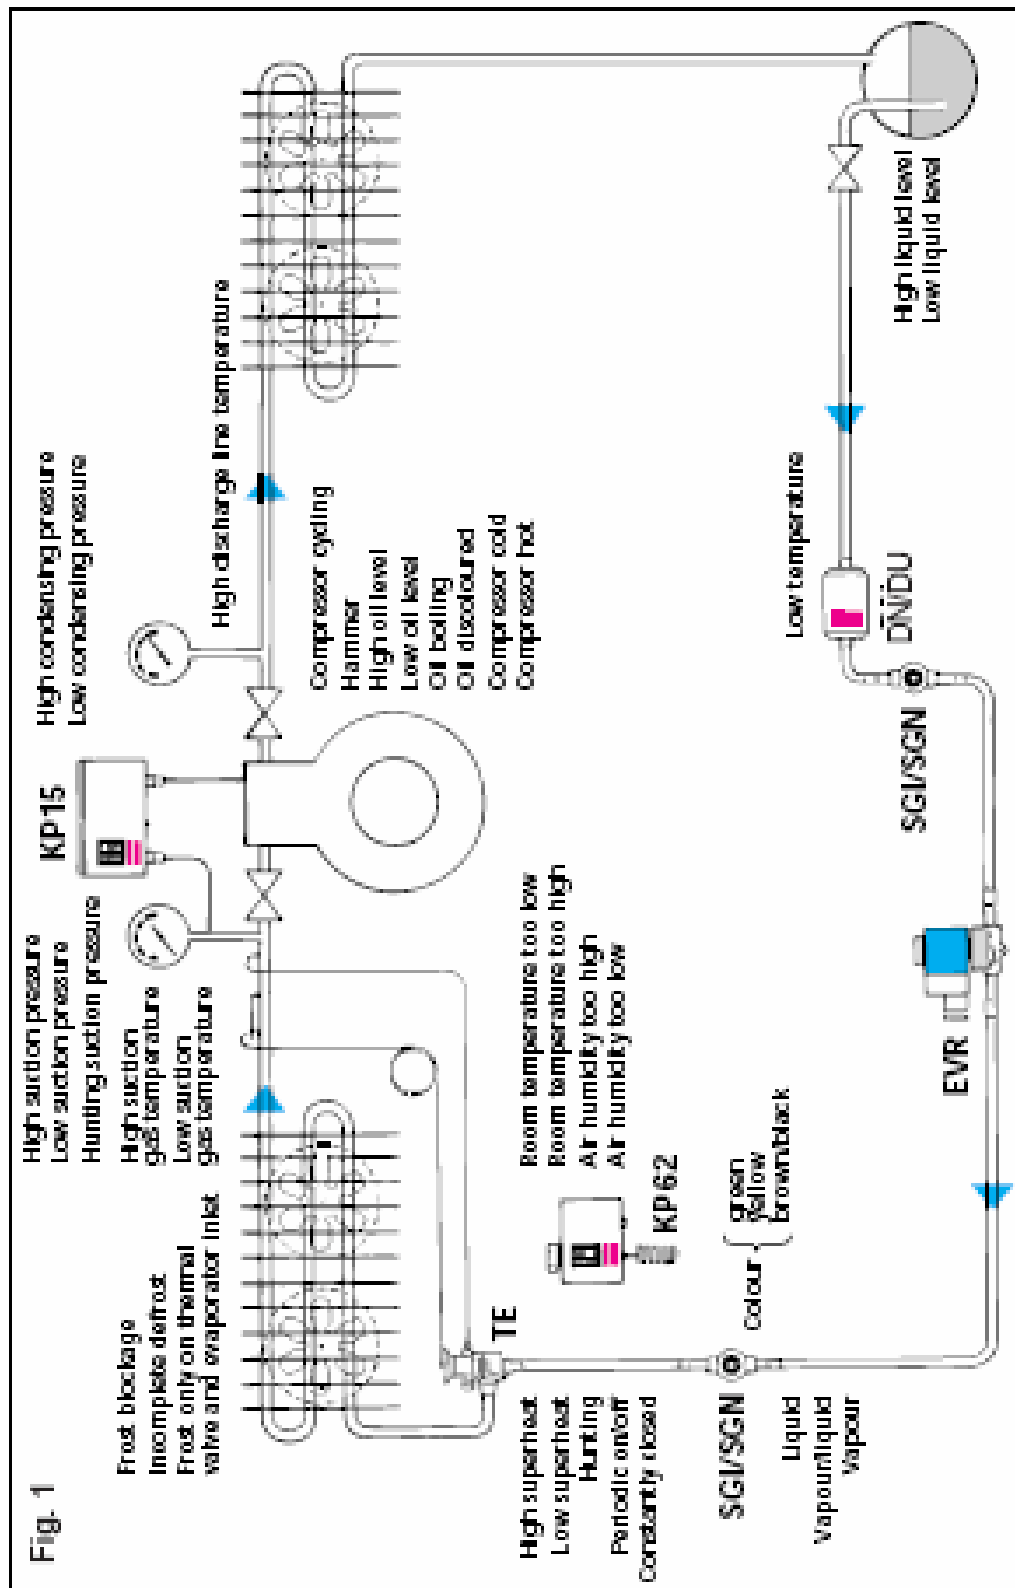 Fig. 1
Frost blockage
Incomplete defrost
Frost only on thermal
valve and evaporator inlet
High suction pressure
Low suction pressure
Hunting suction pressure
High suction
gas temperature
Low suction
gas temperature
KP15
High condensing pressure
Low condensing pressure
High discharge line temperature
Compressor cycling
Hammer
High oil level
Low oil level
Oil boiling
Oil discoloured
Compressor cold
Compressor hot
High liquid level
Low liquid level
Low temperature
DN/DU
SGI/SGN
EVR
Room temperature too low
Room temperature too high
Air humidity too high
Air humidity too low
KP62
TE
High superheat
Low superheat
Hunting
Periodic on/off
Constantly closed
SGI/SGN
Colour
green
yellow
brown/black
Liquid
Vapour/liquid
Vapour